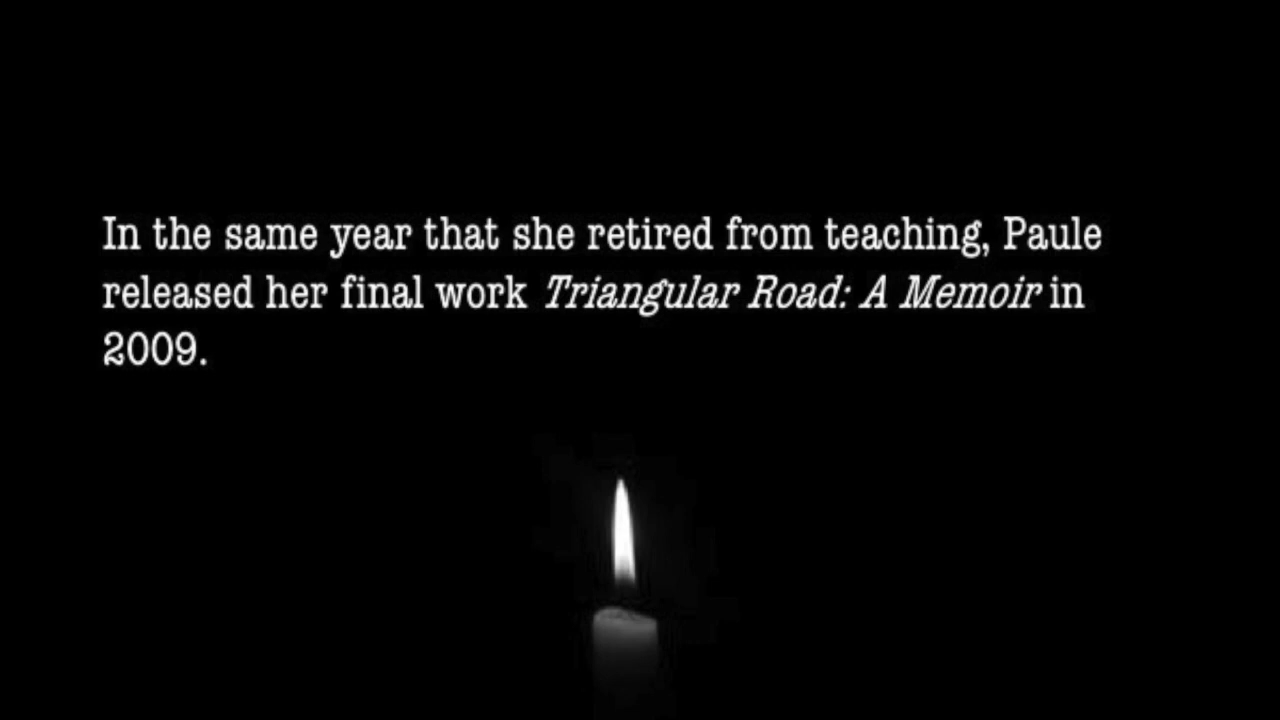 In the same year that she retired from teaching, Paule
released her final work Triangular Road: A Memoir in
2009.